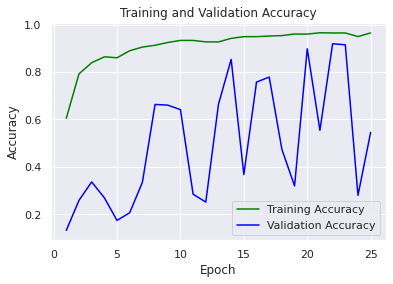 Training and Validation Accuracy
1.0
0.8
0.6
0.4
0.2
Accuracy
Training Accuracy
Validation Accuracy
0 5 10 15 20 25
Epoch